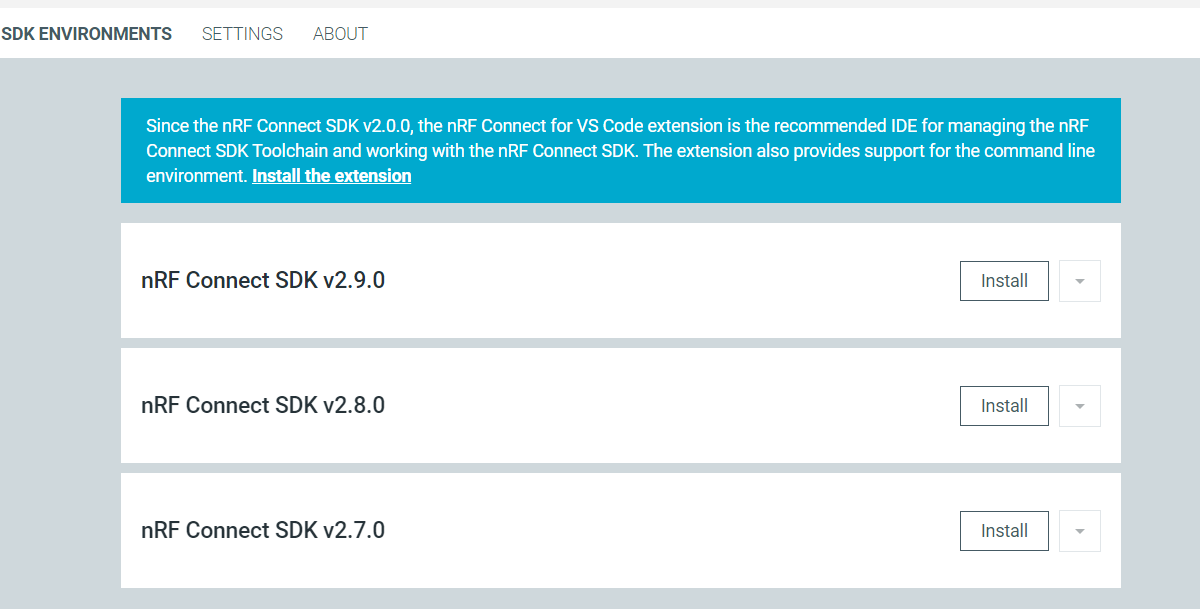 SDK ENVIRONMENTS SETTINGS ABOUT
Since the nRF Connect SDK v2.0.0, the nRF Connect for VS Code extension is the recommended IDE for managing the nRF
Connect SDK Toolchain and working with the nRF Connect SDK. The extension also provides support for the command line
environment. Install the extension
nRF Connect SDK v2.9.0 Install
nRF Connect SDK v2.8.0 Install
nRF Connect SDK v2.7.0 Install